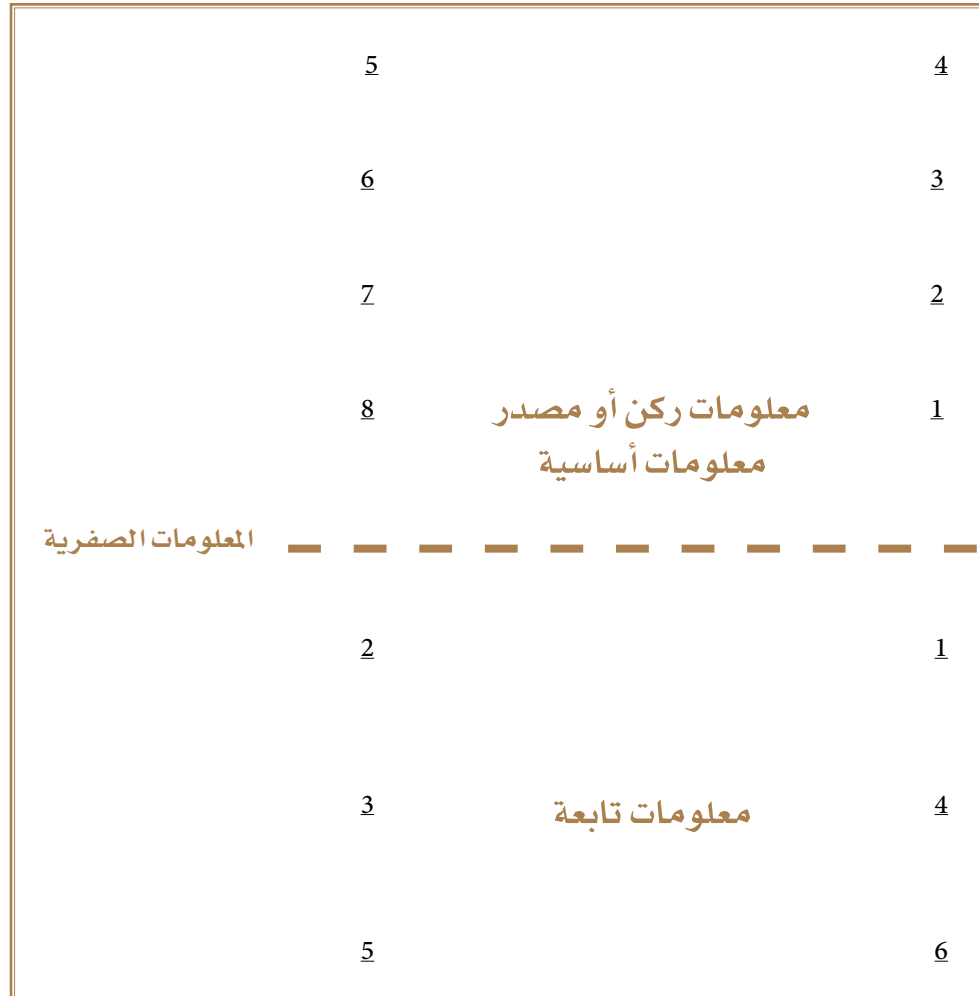 4 5
3 6
2 7
1 معلومات ركن أو مصدر 8
معلومات أساسية
المعلومات الصفرية
1 2
4 معلومات تابعة 3
6 5